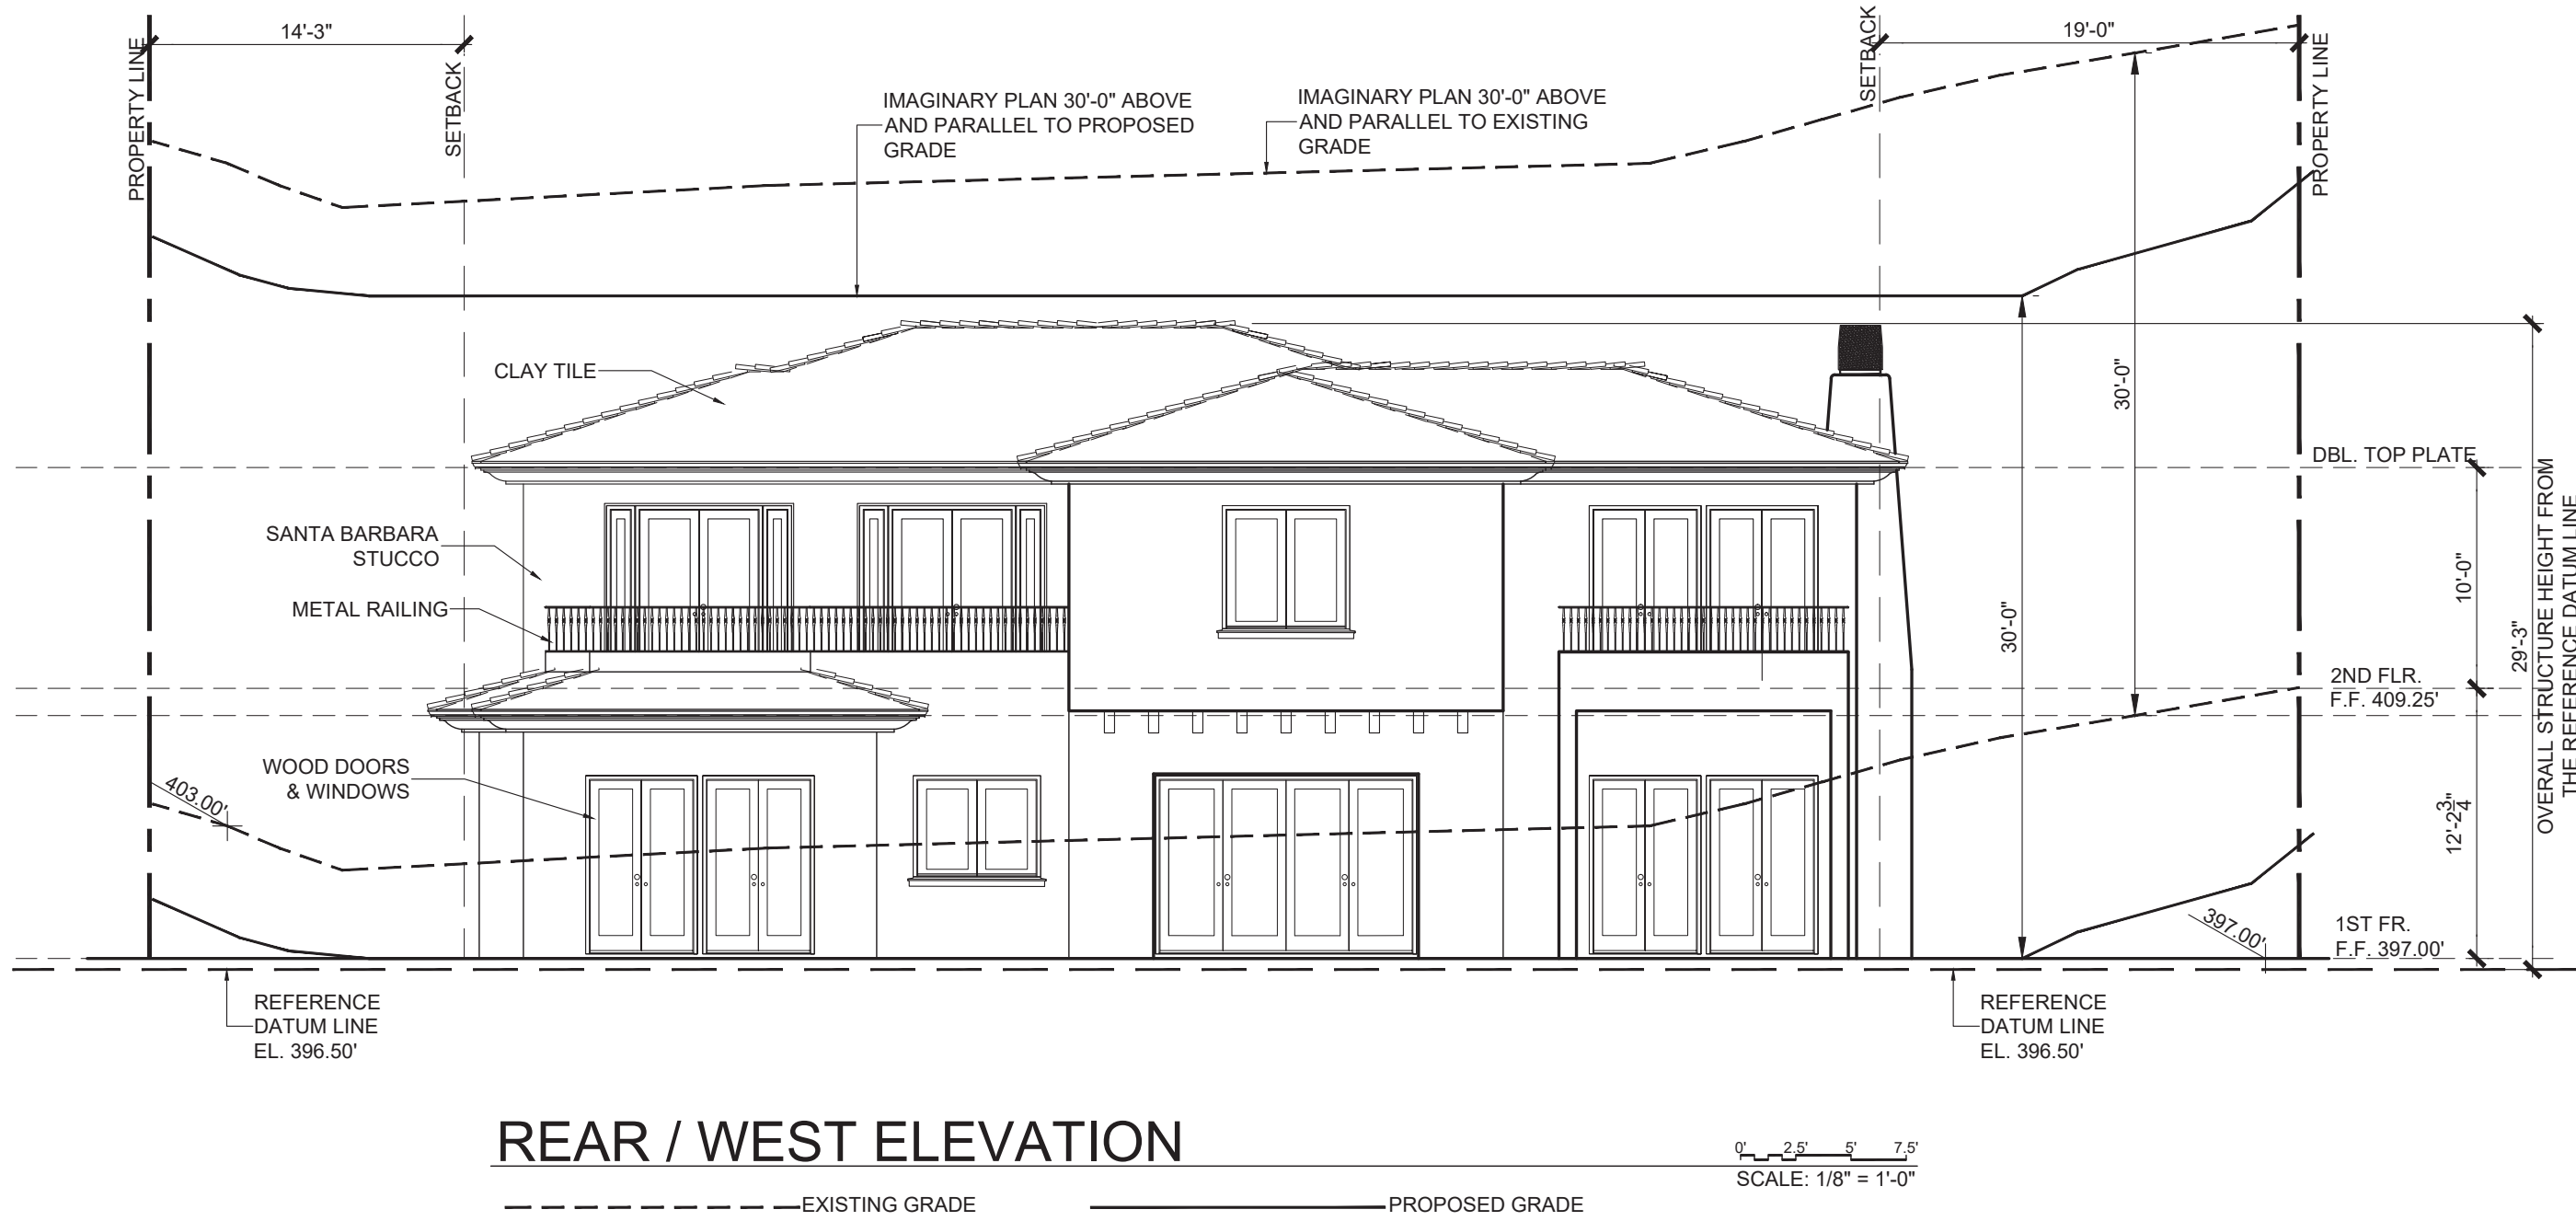 14'-3"
19'-0"
PROPERTY LINE
SETBACK
SETBACK
PROPERTY LINE
IMAGINARY PLAN 30'-0" ABOVE
AND PARALLEL TO PROPOSED
GRADE
IMAGINARY PLAN 30'-0" ABOVE
AND PARALLEL TO EXISTING
GRADE
CLAY TILE
30'-0"
DBL. TOP PLATE
SANTA BARBARA
STUCCO
METAL RAILING
10'-0"
30'-0"
29'-3"
OVERALL STRUCTURE HEIGHT FROM
THE REFERENCE DATUM LINE
2ND FLR.
F.F. 409.25'
WOOD DOORS
& WINDOWS
403.00'
12'-2 3/4"
397.00'
1ST FR.
F.F. 397.00'
REFERENCE
DATUM LINE
EL. 396.50'
REFERENCE
DATUM LINE
EL. 396.50'
REAR / WEST ELEVATION
0' 2.5' 5' 7.5'
SCALE: 1/8" = 1'-0"
EXISTING GRADE
PROPOSED GRADE